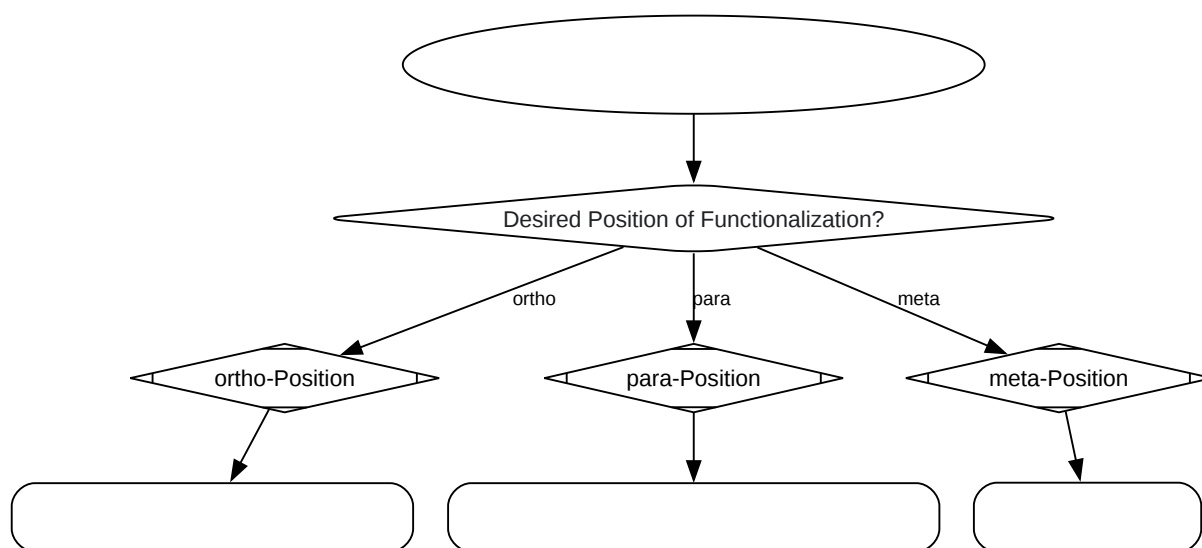 Desired Position of Functionalization?
ortho
para
meta
ortho-Position
para-Position
meta-Position